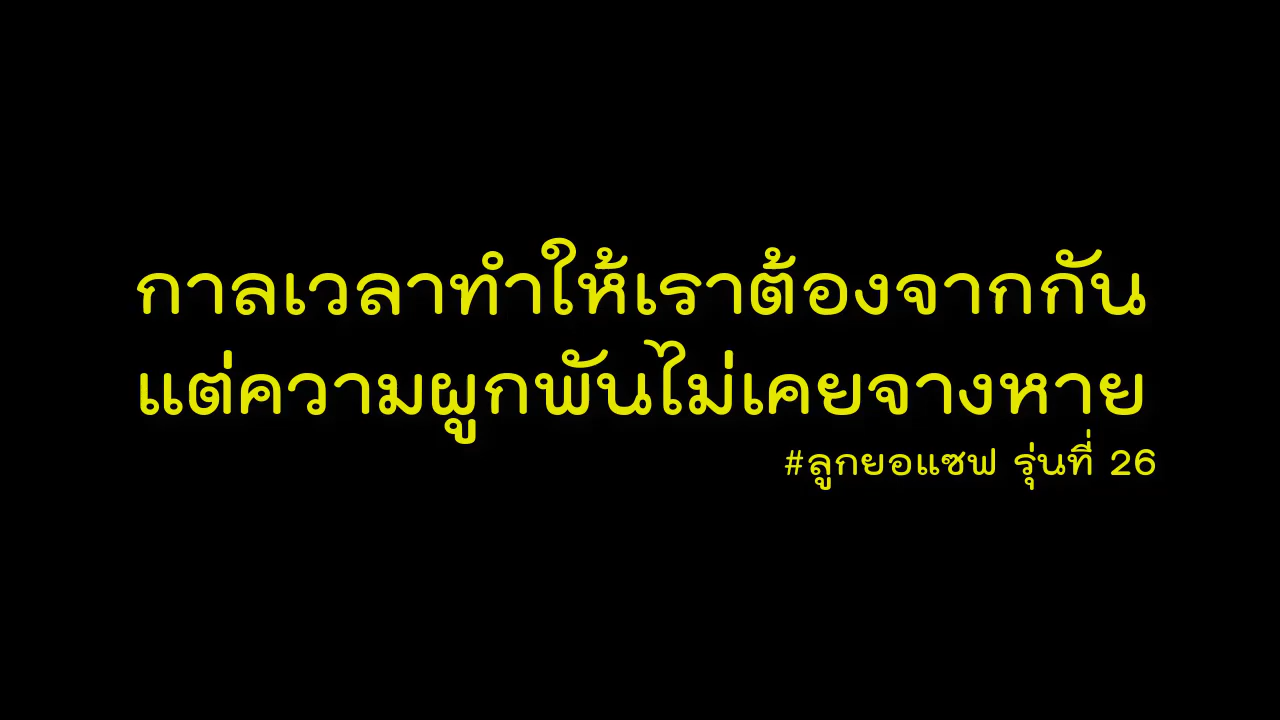 กาลเวลาทำให้เราต้องจากกัน
แต่ความผูกพันไม่เคยจางหาย
#ลูกยอแซฟ รุ่นที่ 26